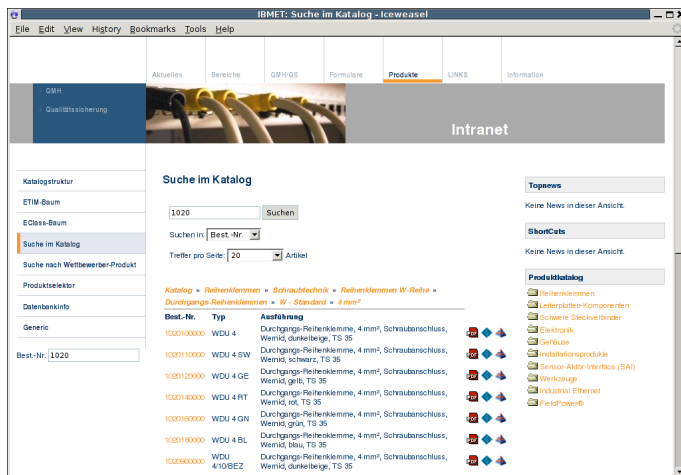 IBMET: Suche im Katalog - Iceweasel
File Edit View History Bookmarks Tools Help
Aktuelles Bereiche GMH/GS Formulare Produkte LINKS Information
GMH
Qualitätssicherung
Intranet
Katalogstruktur
ETIM-Baum
EClass-Baum
Suche im Katalog
Suche nach Wettbewerber-Produkt
Produktselektor
Datenbankinfo
Generic
Best.-Nr. 1020
Suche im Katalog
1020 Suchen
Suchen in: Best.-Nr.
Treffer pro Seite: 20 Artikel
Katalog » Reihenklemmen » Schraubtechnik » Reihenklemmen W-Reihe »
Durchgangs-Reihenklemmen » W - Standard » 4 mm²
Best.-Nr. Typ Ausführung
1020100000 WDU 4 Durchgangs-Reihenklemme, 4 mm², Schraubanschluss,
Wemid, dunkelbeige, TS 35
1020110000 WDU 4 SW Durchgangs-Reihenklemme, 4 mm², Schraubanschluss,
Wemid, schwarz, TS 35
1020120000 WDU 4 GE Durchgangs-Reihenklemme, 4 mm², Schraubanschluss,
Wemid, gelb, TS 35
1020140000 WDU 4 RT Durchgangs-Reihenklemme, 4 mm², Schraubanschluss,
Wemid, rot, TS 35
1020160000 WDU 4 GN Durchgangs-Reihenklemme, 4 mm², Schraubanschluss,
Wemid, grün, TS 35
1020180000 WDU 4 BL Durchgangs-Reihenklemme, 4 mm², Schraubanschluss,
Wemid, blau, TS 35
1020900000 WDU
4/10/BEZ Durchgangs-Reihenklemme, 4 mm², Schraubanschluss,
Wemid, dunkelbeige, TS 35
Topnews
Keine News in dieser Ansicht.
ShortCuts
Keine News in dieser Ansicht.
Produktkatalog
Reihenklemmen
Leiterplatten-Komponenten
Schwere Steckverbinder
Elektronik
Gehäuse
Installationsprodukte
Sensor-Aktor-Interface (SAI)
Werkzeuge
Industrial Ethernet
FieldPower®